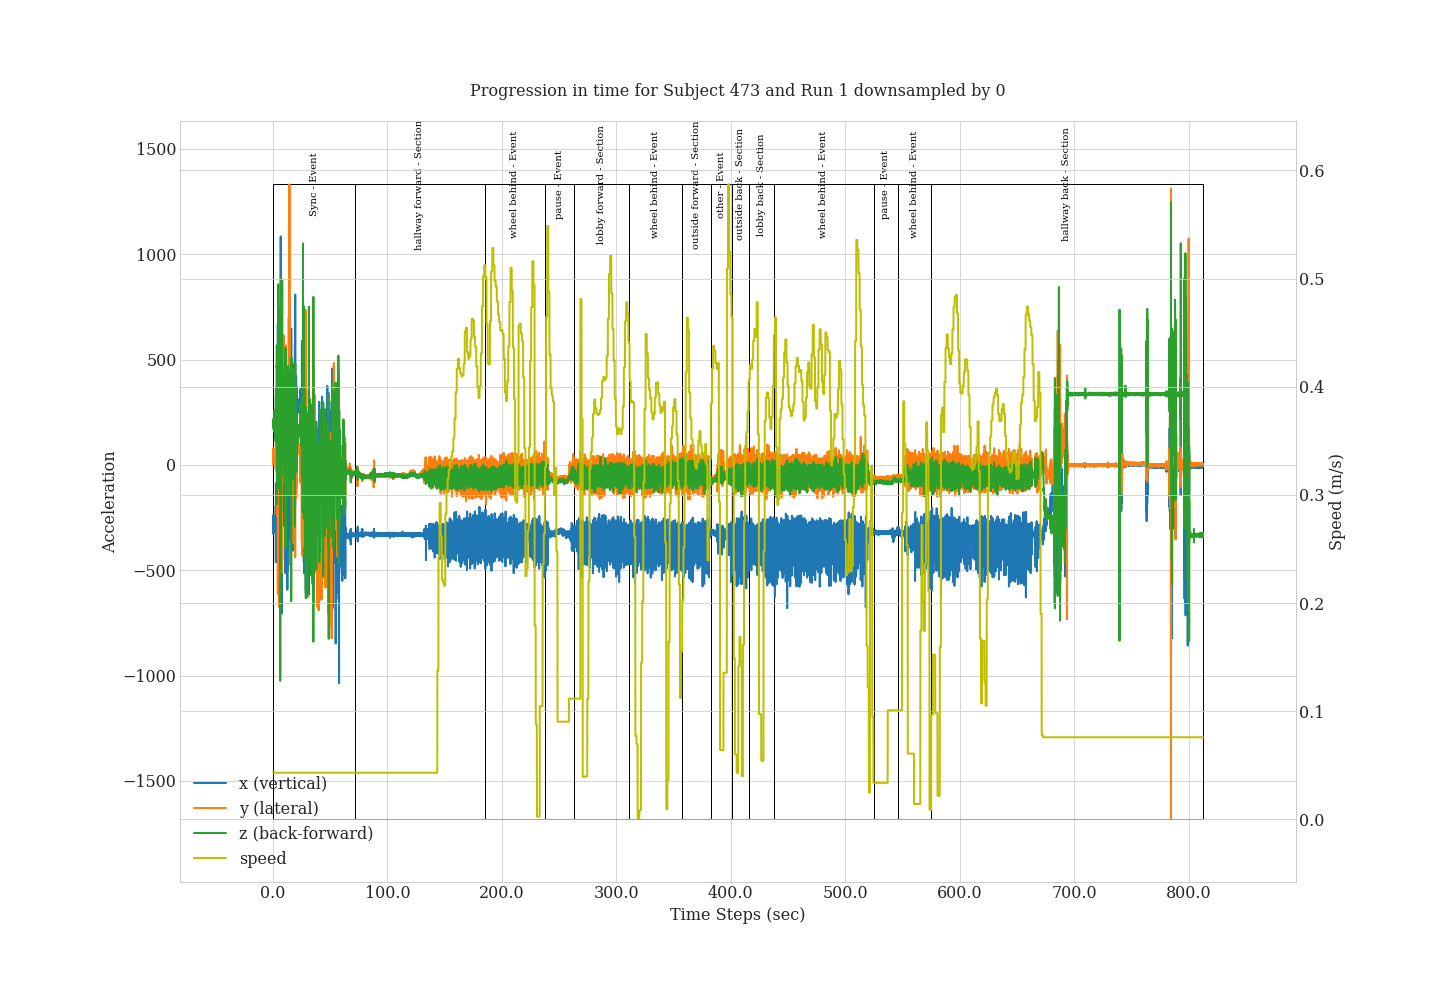 Progression in time for Subject 473 and Run 1 downsampled by 0
Sync - Event
hallway forward - Section
wheel behind - Event
pause - Event
lobby forward - Section
wheel behind - Event
outside forward - Section
other - Event
outside back - Section
lobby back - Section
wheel behind - Event
pause - Event
wheel behind - Event
hallway back - Section
1500
1000
500
0
−500
−1000
−1500
Acceleration
0.6
0.5
0.4
0.3
0.2
0.1
0.0
Speed (m/s)
x (vertical)
y (lateral)
z (back-forward)
speed
0.0 100.0 200.0 300.0 400.0 500.0 600.0 700.0 800.0
Time Steps (sec)